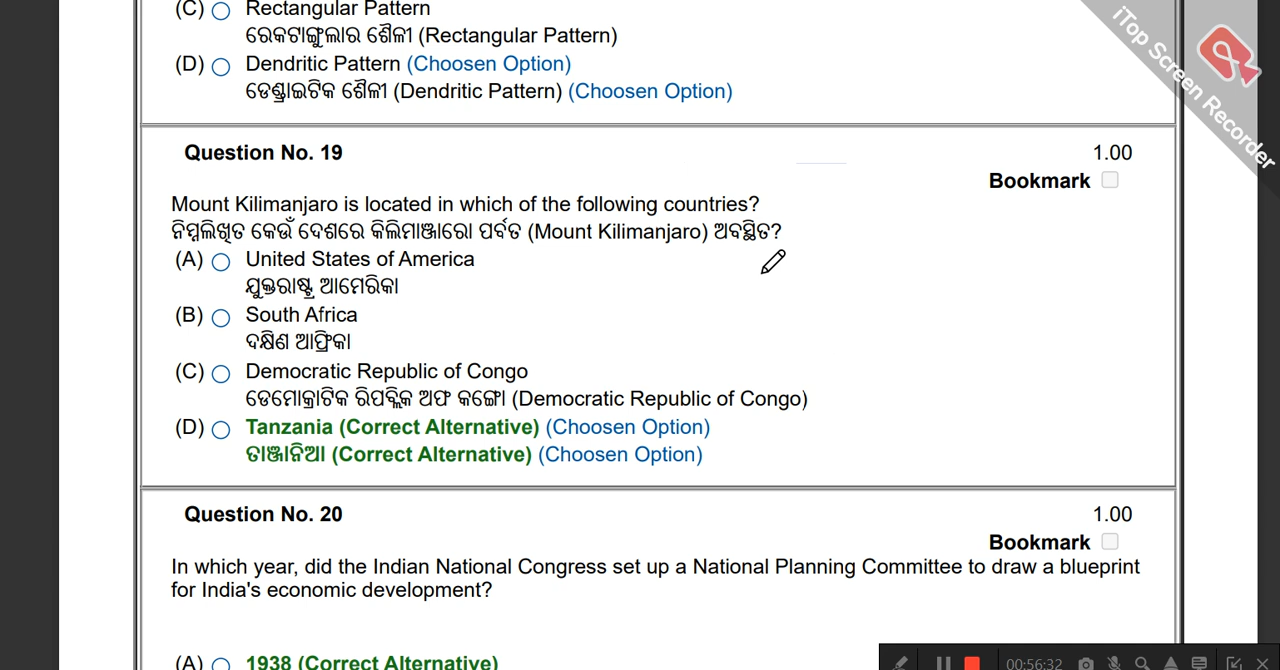 (C) Rectangular Pattern
ରେକଟାଙ୍ଗୁଲାର ଶୈଳୀ (Rectangular Pattern)
(D) Dendritic Pattern (Choosen Option)
ଡେଣ୍ଡ୍ରାଇଟିକ ଶୈଳୀ (Dendritic Pattern) (Choosen Option)
Question No. 19 1.00
Bookmark
Mount Kilimanjaro is located in which of the following countries?
ନିମ୍ନଲିଖିତ କେଉଁ ଦେଶରେ କିଲିମାଞ୍ଜାରୋ ପର୍ବତ (Mount Kilimanjaro) ଅବସ୍ଥିତ?
(A) United States of America
ଯୁକ୍ତରାଷ୍ଟ୍ର ଆମେରିକା
(B) South Africa
ଦକ୍ଷିଣ ଆଫ୍ରିକା
(C) Democratic Republic of Congo
ଡେମୋକ୍ରାଟିକ ରିପବ୍ଲିକ ଅଫ କଙ୍ଗୋ (Democratic Republic of Congo)
(D) Tanzania (Correct Alternative) (Choosen Option)
ତାଞ୍ଜାନିଆ (Correct Alternative) (Choosen Option)
Question No. 20 1.00
Bookmark
In which year, did the Indian National Congress set up a National Planning Committee to draw a blueprint
for India's economic development?
(A) 1938 (Correct Alternative)
iTop Screen Recorder
00:56:32